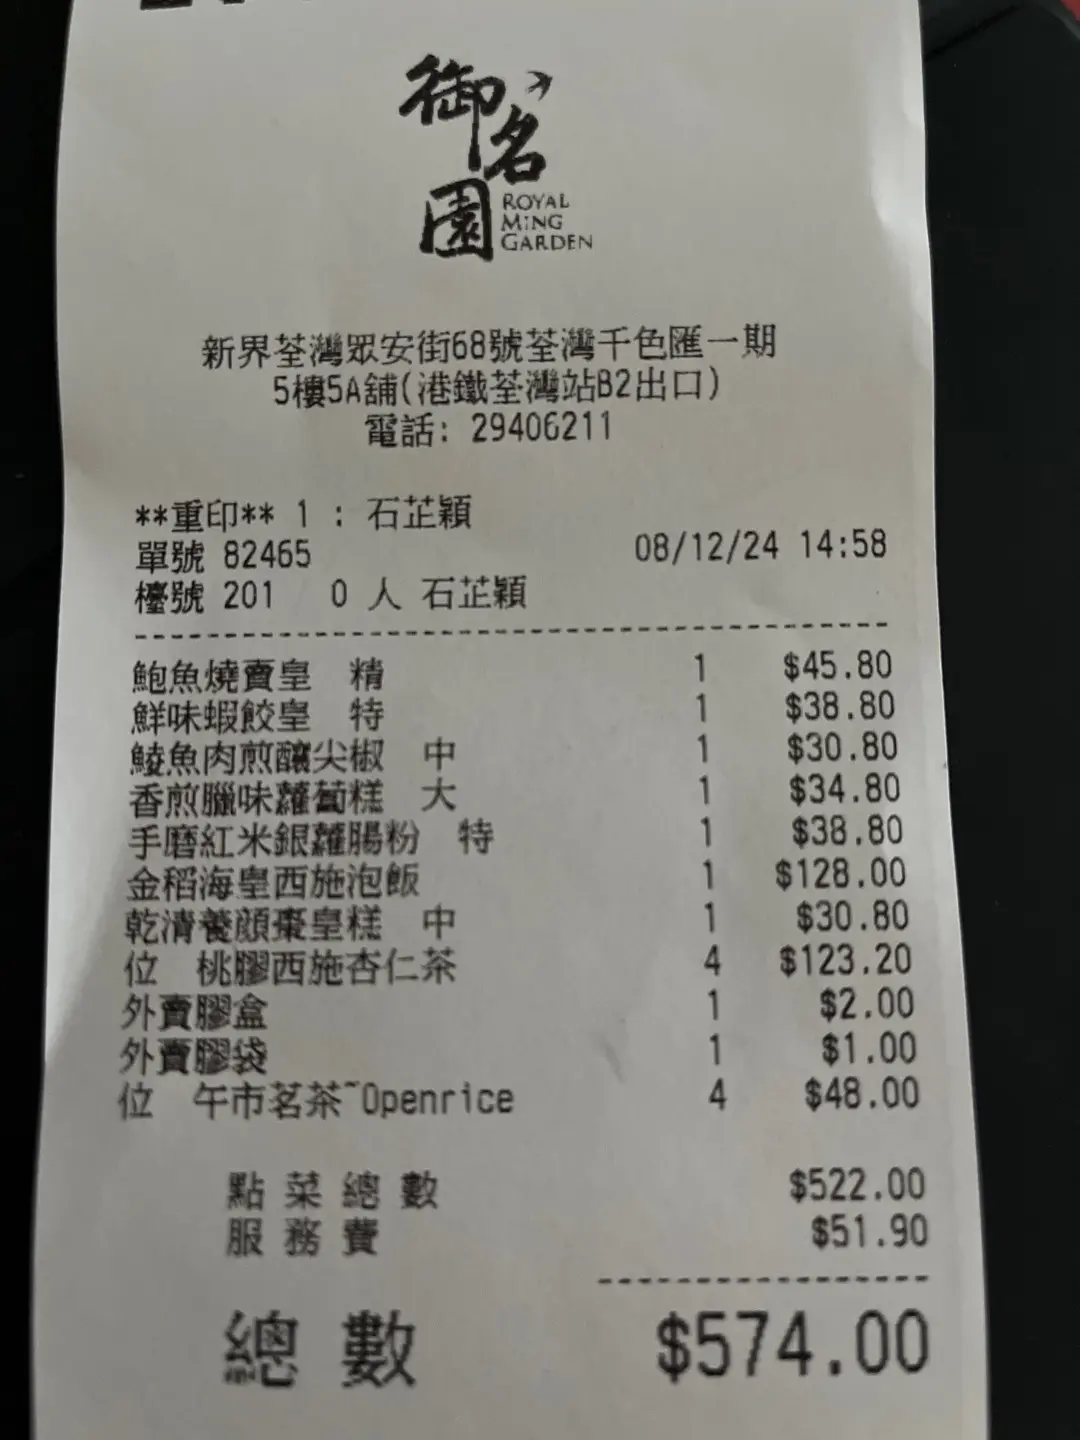 御名園
ROYAL
MING
GARDEN
新界荃灣眾安街68號荃灣千色匯一期
5樓5A舖(港鐵荃灣站B2出口)
電話: 29406211
**重印** 1 : 石芷穎
單號 82465 08/12/24 14:58
檯號 201 0 人 石芷穎
鮑魚燒賣皇 精 1 $45.80
鮮味蝦餃皇 特 1 $38.80
鯪魚肉煎釀尖椒 中 1 $30.80
香煎臘味蘿蔔糕 大 1 $34.80
手磨紅米銀蘿腸粉 特 1 $38.80
金稻海皇西施泡飯 1 $128.00
乾清養顏棗皇糕 中 1 $30.80
位 桃膠西施杏仁茶 4 $123.20
外賣膠盒 1 $2.00
外賣膠袋 1 $1.00
位 午市茗茶~Openrice 4 $48.00
點菜總數 $522.00
服務費 $51.90
總數 $574.00